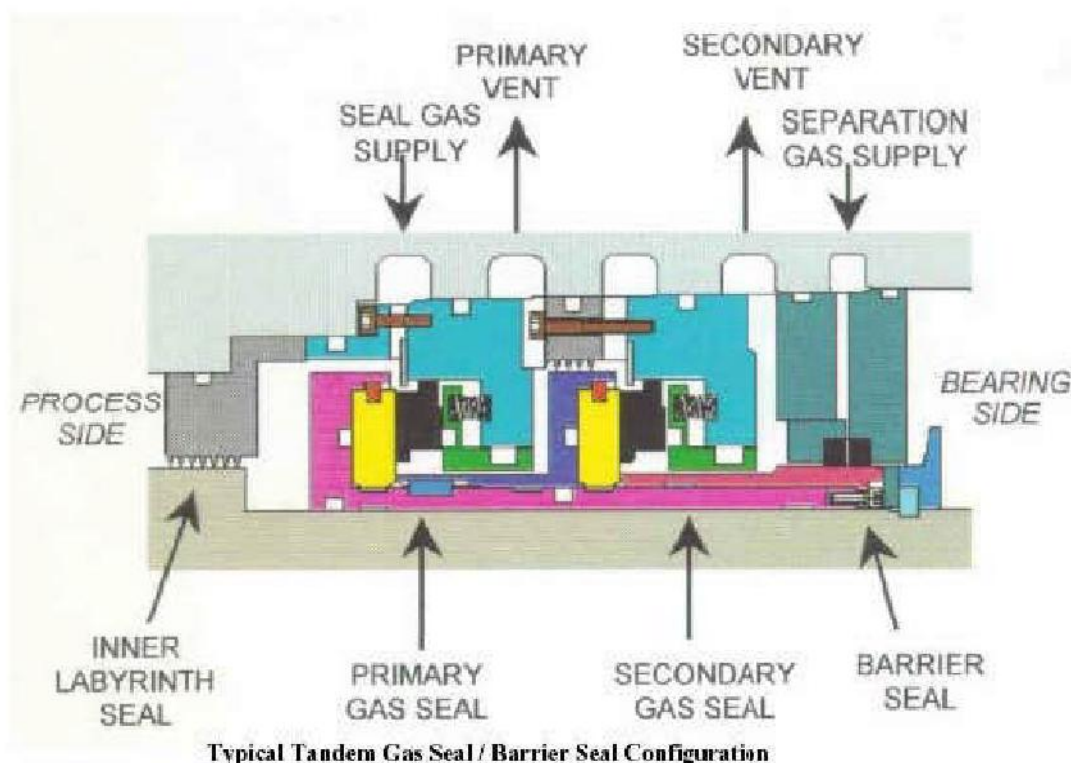 PRIMARY
VENT
SECONDARY
VENT
SEAL GAS
SUPPLY
SEPARATION
GAS SUPPLY
PROCESS
SIDE
BEARING
SIDE
INNER
LABYRINTH
SEAL
PRIMARY
GAS SEAL
SECONDARY
GAS SEAL
BARRIER
SEAL
Typical Tandem Gas Seal / Barrier Seal Configuration